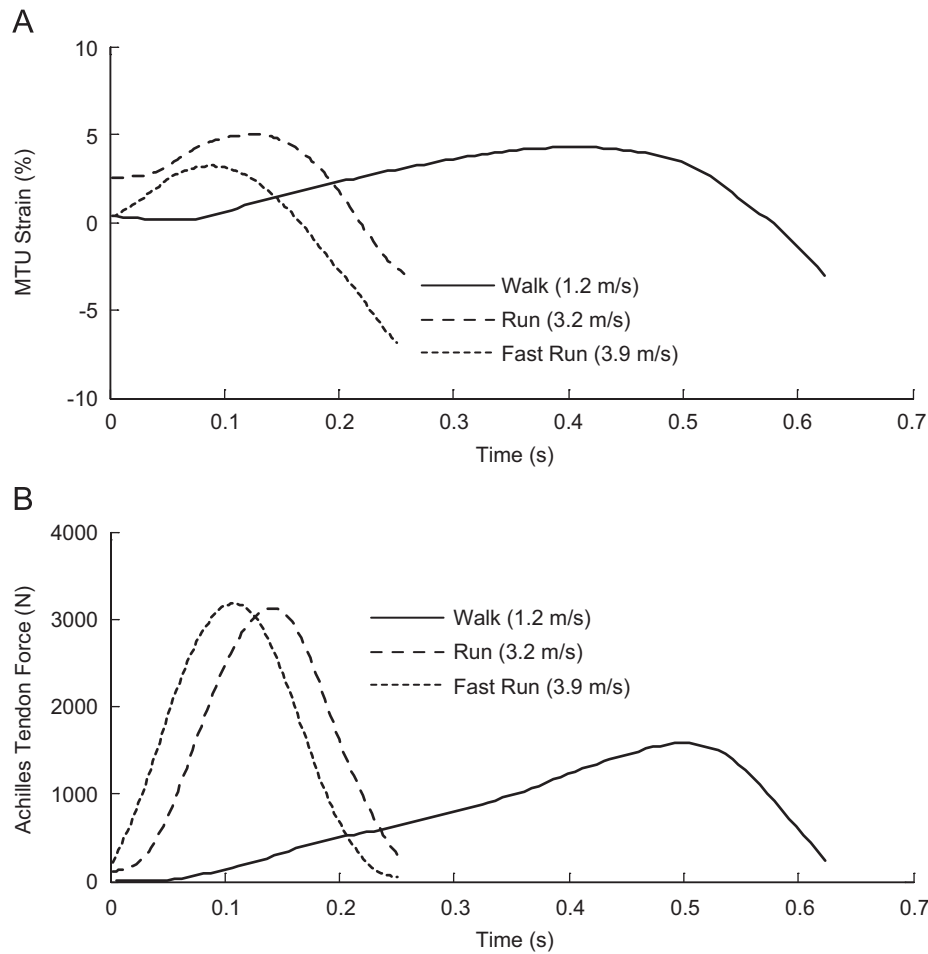 A
MTU Strain (%)
10
5
0
-5
-10
Walk (1.2 m/s)
Run (3.2 m/s)
Fast Run (3.9 m/s)
0 0.1 0.2 0.3 0.4 0.5 0.6 0.7
Time (s)
B
Achilles Tendon Force (N)
4000
3000
2000
1000
0
Walk (1.2 m/s)
Run (3.2 m/s)
Fast Run (3.9 m/s)
0 0.1 0.2 0.3 0.4 0.5 0.6 0.7
Time (s)